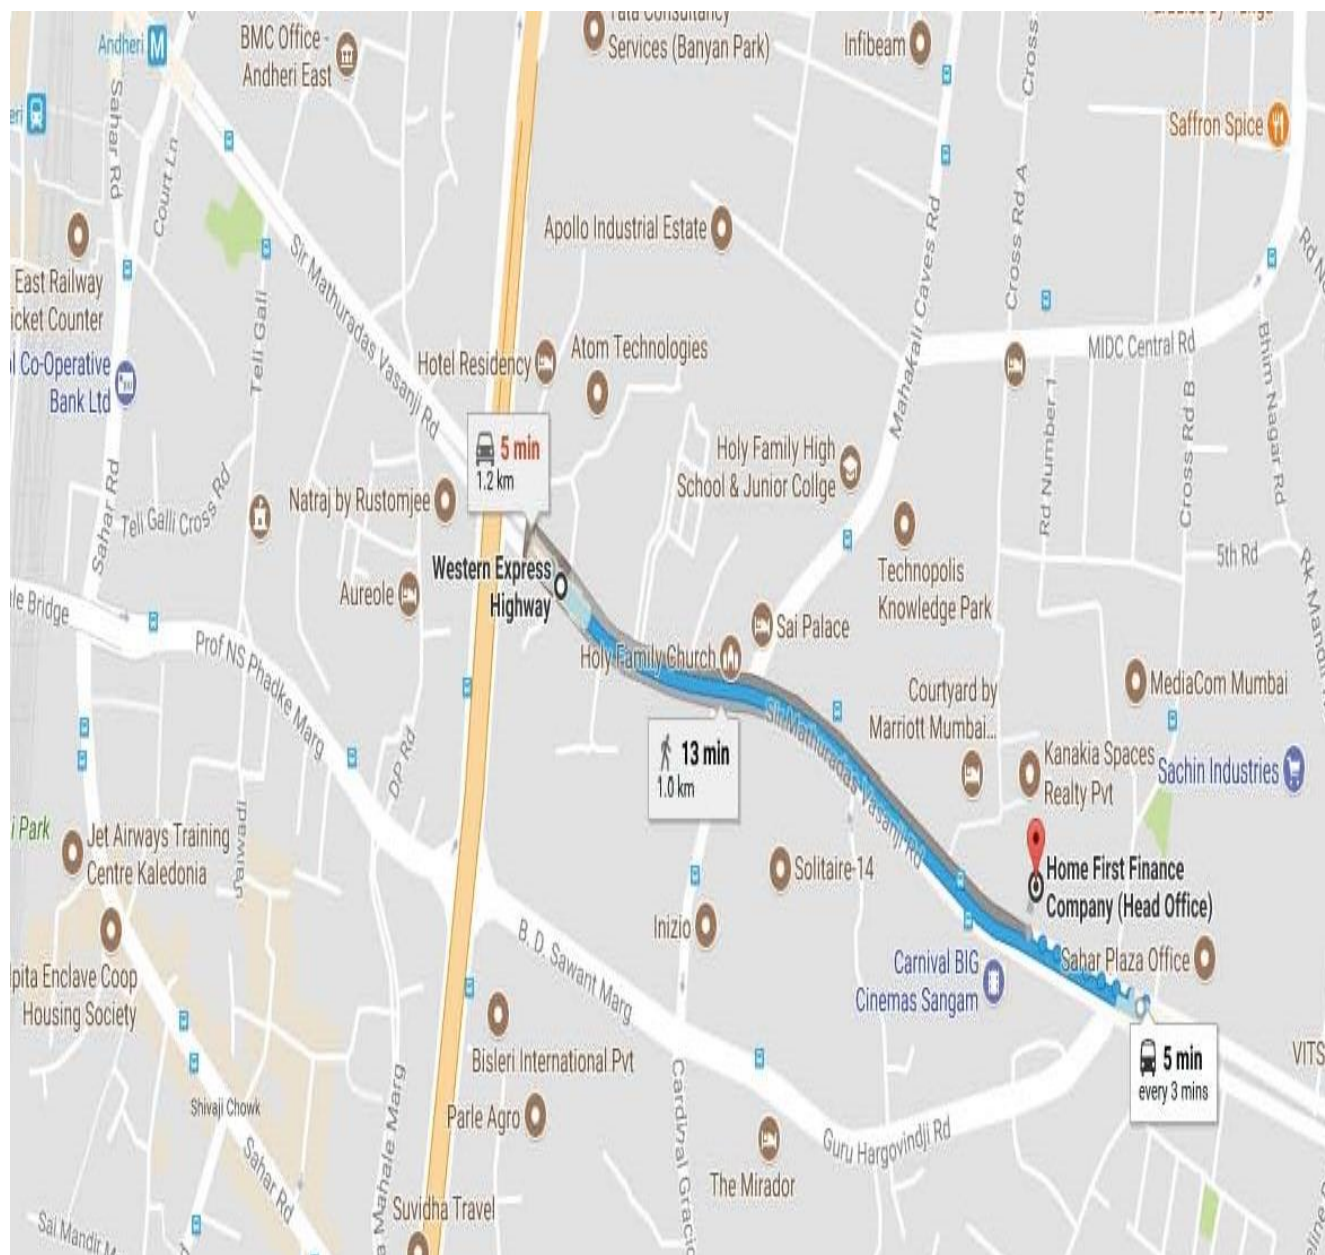 Tata Consultancy
Services (Banyan Park)
Infibeam
Andheri
BMC Office -
Andheri East
Cross
Sahar Rd
Court Ln
Saffron Spice
Cross Rd A
Apollo Industrial Estate
Mahakali Caves Rd
East Railway
icket Counter
Sir Mathuradas Vasanji Rd
Teli Gali
MIDC Central Rd
Hotel Residency
Atom Technologies
Co-Operative
Bank Ltd
Bhim Nagar Rd
Cross Rd B
Rd Number 1
5 min
1.2 km
Holy Family High
School & Junior Collge
Natraj by Rustomjee
Teli Galli Cross Rd
Sahar Rd
5th Rd
Technopolis
Knowledge Park
Western Express
Highway
Aureole
le Bridge
Sai Palace
Holy Family Church
Prof NS Phadke Marg
MediaCom Mumbai
Courtyard by
Marriott Mumbai...
Sir Mathuradas Vasanji Rd
13 min
1.0 km
DP Rd
Kanakia Spaces
Realty Pvt
Sachin Industries
i Park
Jet Airways Training
Centre Kaledonia
Solitaire-14
Home First Finance
Company (Head Office)
Inizio
B. D. Sawant Marg
Sahar Plaza Office
Carnival BIG
Cinemas Sangam
pita Enclave Coop
Housing Society
5 min
every 3 mins
VITS
Bisleri International Pvt
Parle Agro
Shivaji Chowk
Guru Hargovindji Rd
The Mirador
Sahar Rd
a Mahale Marg
Suvidha Travel
Sai Mandir